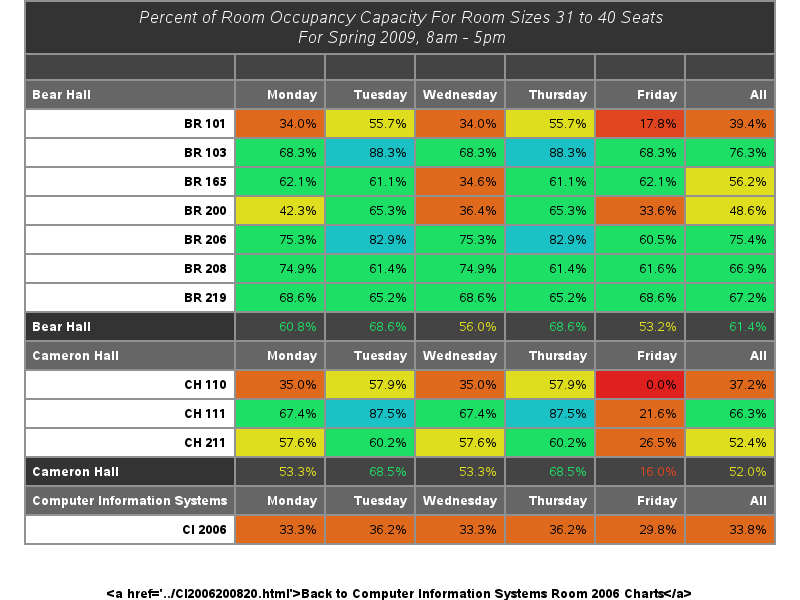 Percent of Room Occupancy Capacity For Room Sizes 31 to 40 Seats
For Spring 2009, 8am - 5pm
Bear Hall Monday Tuesday Wednesday Thursday Friday All
BR 101 34.0% 55.7% 34.0% 55.7% 17.8% 39.4%
BR 103 68.3% 88.3% 68.3% 88.3% 68.3% 76.3%
BR 165 62.1% 61.1% 34.6% 61.1% 62.1% 56.2%
BR 200 42.3% 65.3% 36.4% 65.3% 33.6% 48.6%
BR 206 75.3% 82.9% 75.3% 82.9% 60.5% 75.4%
BR 208 74.9% 61.4% 74.9% 61.4% 61.6% 66.9%
BR 219 68.6% 65.2% 68.6% 65.2% 68.6% 67.2%
Bear Hall 60.8% 68.6% 56.0% 68.6% 53.2% 61.4%
Cameron Hall Monday Tuesday Wednesday Thursday Friday All
CH 110 35.0% 57.9% 35.0% 57.9% 0.0% 37.2%
CH 111 67.4% 87.5% 67.4% 87.5% 21.6% 66.3%
CH 211 57.6% 60.2% 57.6% 60.2% 26.5% 52.4%
Cameron Hall 53.3% 68.5% 53.3% 68.5% 16.0% 52.0%
Computer Information Systems Monday Tuesday Wednesday Thursday Friday All
CI 2006 33.3% 36.2% 33.3% 36.2% 29.8% 33.8%
<a href='../CI2006200820.html'>Back to Computer Information Systems Room 2006 Charts</a>